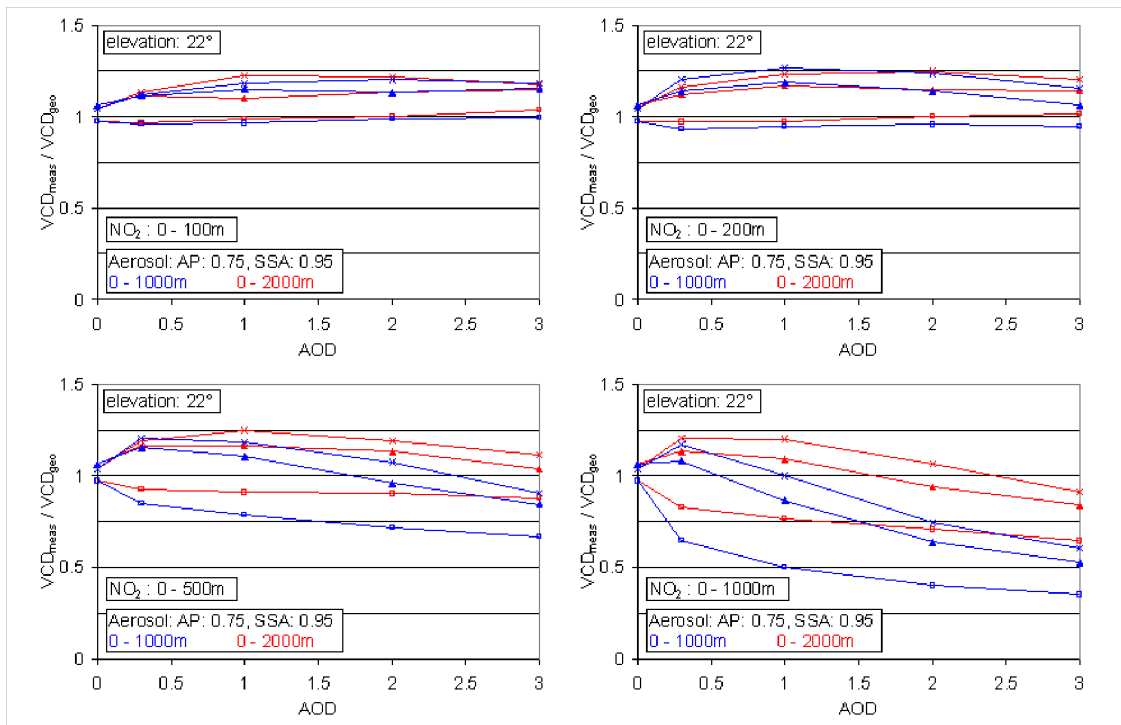 elevation: 22°
1.5
1
0.5
0
VCDmeas / VCDgeo
NO2 : 0 - 100m
Aerosol: AP: 0.75, SSA: 0.95
0 - 1000m 0 - 2000m
0 0.5 1 1.5 2 2.5 3
AOD
elevation: 22°
1.5
1
0.5
0
VCDmeas / VCDgeo
NO2 : 0 - 200m
Aerosol: AP: 0.75, SSA: 0.95
0 - 1000m 0 - 2000m
0 0.5 1 1.5 2 2.5 3
AOD
elevation: 22°
1.5
1
0.5
0
VCDmeas / VCDgeo
NO2 : 0 - 500m
Aerosol: AP: 0.75, SSA: 0.95
0 - 1000m 0 - 2000m
0 0.5 1 1.5 2 2.5 3
AOD
elevation: 22°
1.5
1
0.5
0
VCDmeas / VCDgeo
NO2 : 0 - 1000m
Aerosol: AP: 0.75, SSA: 0.95
0 - 1000m 0 - 2000m
0 0.5 1 1.5 2 2.5 3
AOD